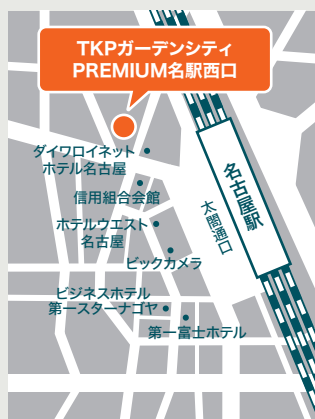 TKPガーデンシティ
PREMIUM名駅西口
ダイワロイネット
ホテル名古屋
信用組合会館
ホテルウエスト
名古屋
ビックカメラ
ビジネスホテル
第一スターナゴヤ
第一富士ホテル
名古屋駅
太閤通口